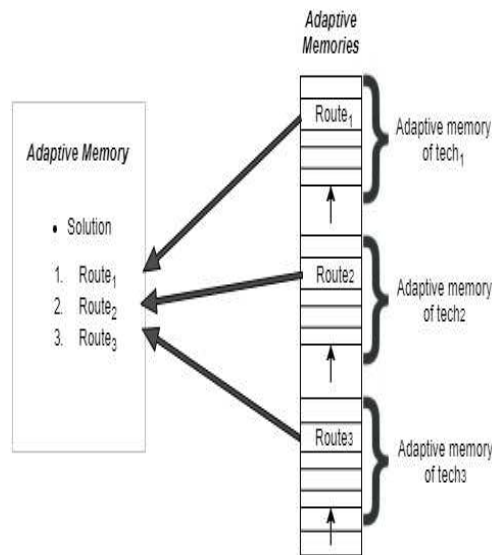 Adaptive
Memories
Route₁
Adaptive memory
of tech₁
Adaptive Memory
• Solution
1. Route₁
2. Route₂
3. Route₃
Route₂
Adaptive memory
of tech₂
Route₃
Adaptive memory
of tech₃